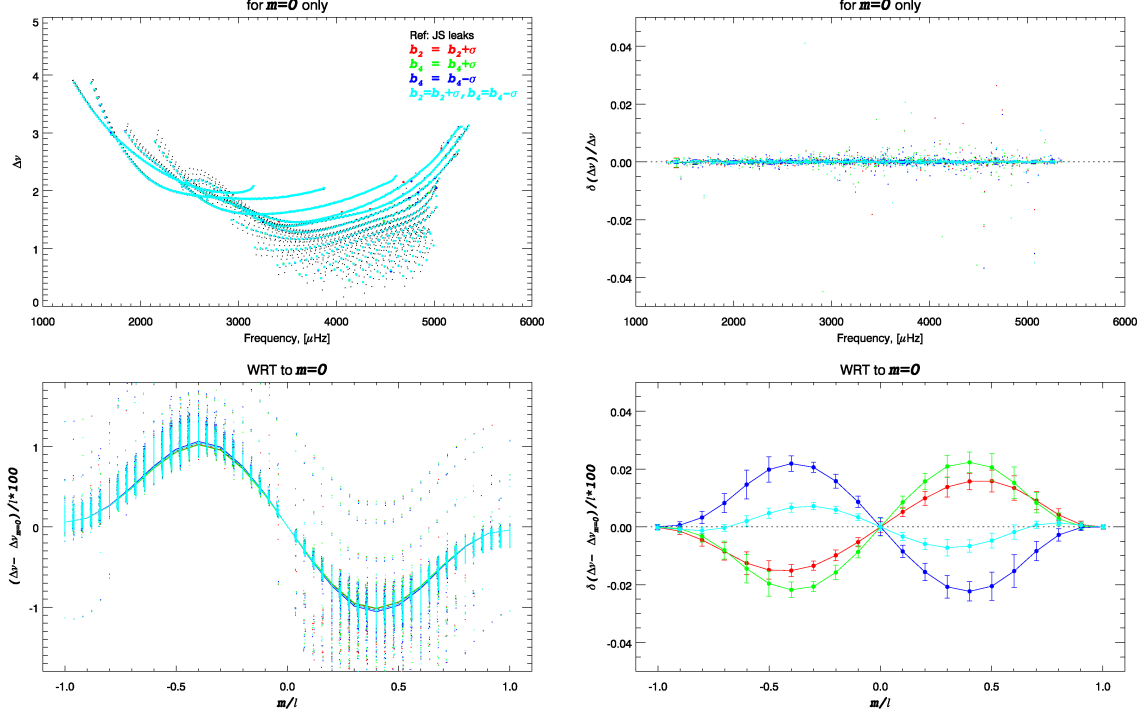 for m=0 only
5
4
3
2
1
0
Δν
Ref: JS leaks
b₂ = b₂+σ
b₄ = b₄+σ
b₄ = b₄-σ
b₂=b₂+σ, b₄=b₄-σ
1000 2000 3000 4000 5000 6000
Frequency, [μHz]
for m=0 only
0.04
0.02
0.00
-0.02
-0.04
δ(Δν)/Δν
1000 2000 3000 4000 5000 6000
Frequency, [μHz]
WRT to m=0
1
0
-1
(Δν- Δνₘ₌₀)/l*100
-1.0 -0.5 0.0 0.5 1.0
m/l
WRT to m=0
0.04
0.02
0.00
-0.02
-0.04
δ(Δν- Δνₘ₌₀)/l*100
-1.0 -0.5 0.0 0.5 1.0
m/l